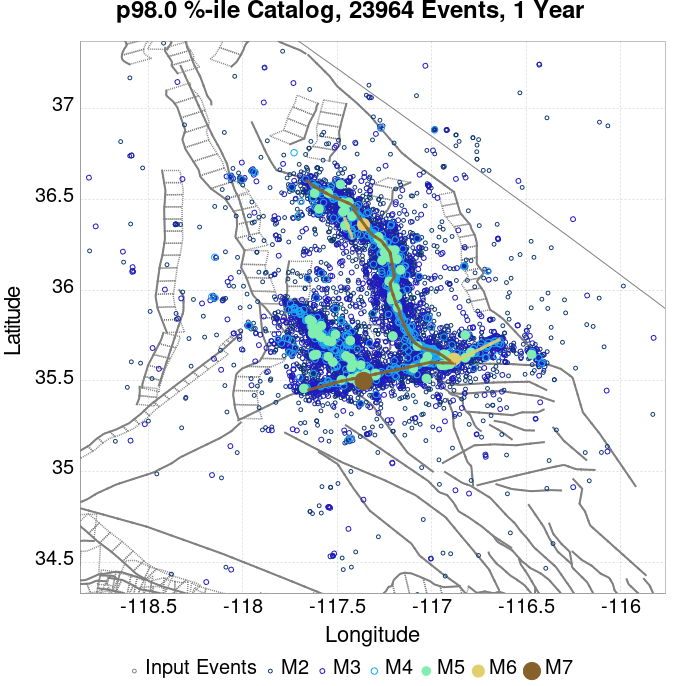 p98.0 %-ile Catalog, 23964 Events, 1 Year
37
36.5
36
35.5
35
34.5
Latitude
-118.5 -118 -117.5 -117 -116.5 -116
Longitude
Input Events M2 M3 M4 M5 M6 M7